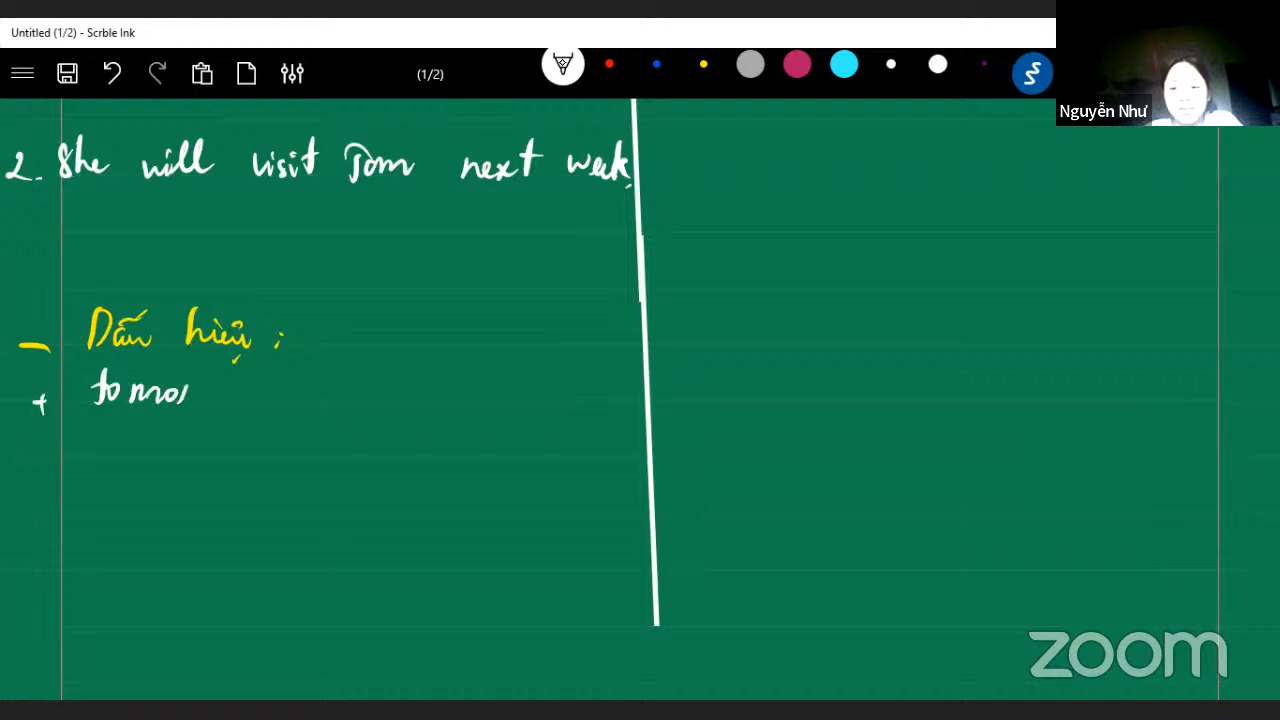 Untitled (1/2) - Scrble Ink
(1/2)
Nguyễn Như
2. She will visit Tom next week.
- Dấu hiệu :
+ tomor
zoom